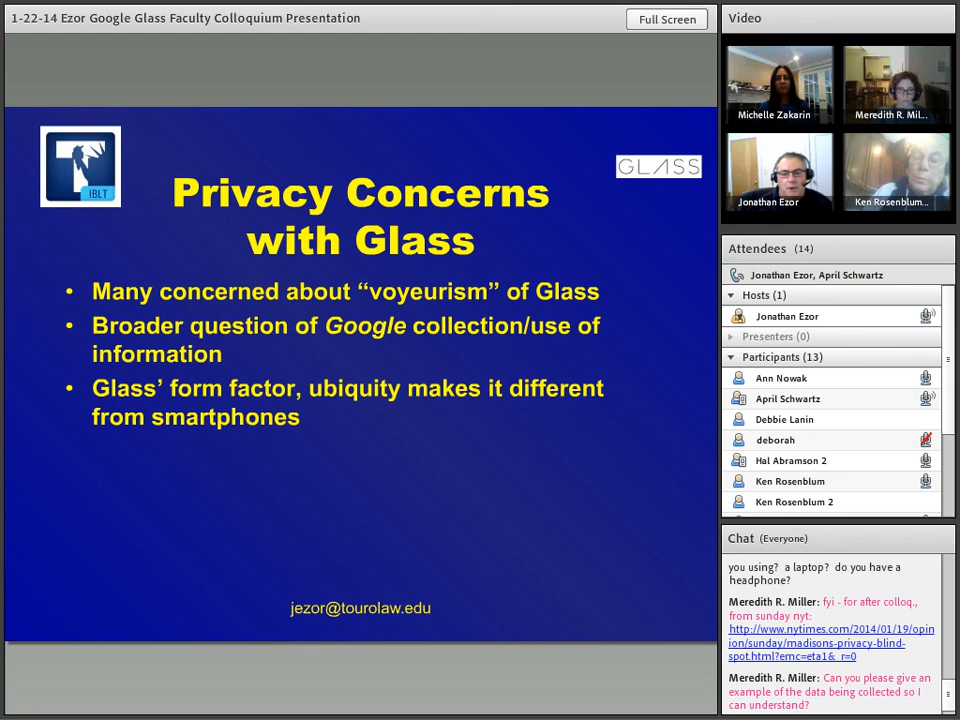 1-22-14 Ezor Google Glass Faculty Colloquium Presentation
Full Screen
T
IBLT
GLASS
Privacy Concerns
with Glass
• Many concerned about “voyeurism” of Glass
• Broader question of Google collection/use of
information
• Glass’ form factor, ubiquity makes it different
from smartphones
jezor@tourolaw.edu
Video
Michelle Zakarin
Meredith R. Mil...
Jonathan Ezor
Ken Rosenblum...
Attendees (14)
Jonathan Ezor, April Schwartz
Hosts (1)
Jonathan Ezor
Presenters (0)
Participants (13)
Ann Nowak
April Schwartz
Debbie Lanin
deborah
Hal Abramson 2
Ken Rosenblum
Ken Rosenblum 2
Chat (Everyone)
you using? a laptop? do you have a
headphone?
Meredith R. Miller: fyi - for after colloq.,
from sunday nyt:
http://www.nytimes.com/2014/01/19/opin
ion/sunday/madisons-privacy-blind-
spot.html?emc=eta1&_r=0
Meredith R. Miller: Can you please give an
example of the data being collected so I
can understand?